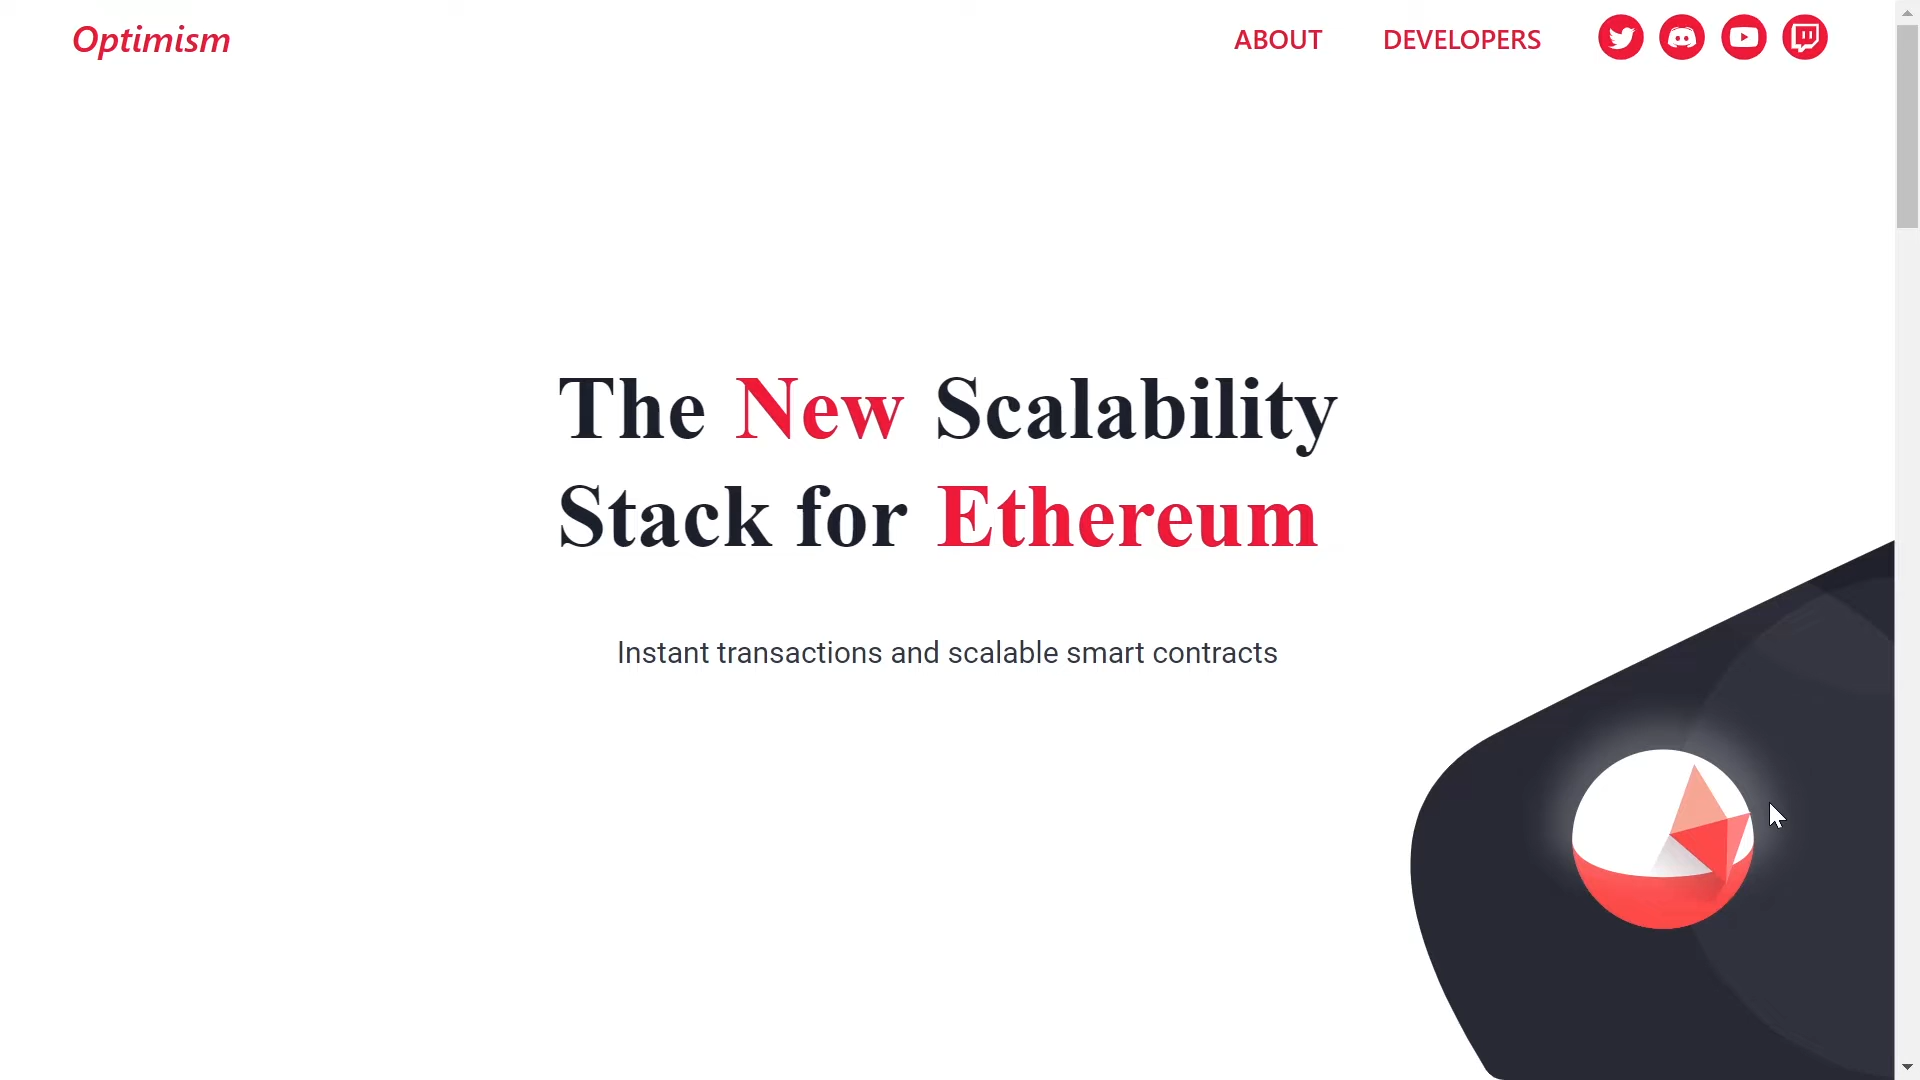 Optimism
ABOUT DEVELOPERS
The New Scalability
Stack for Ethereum
Instant transactions and scalable smart contracts